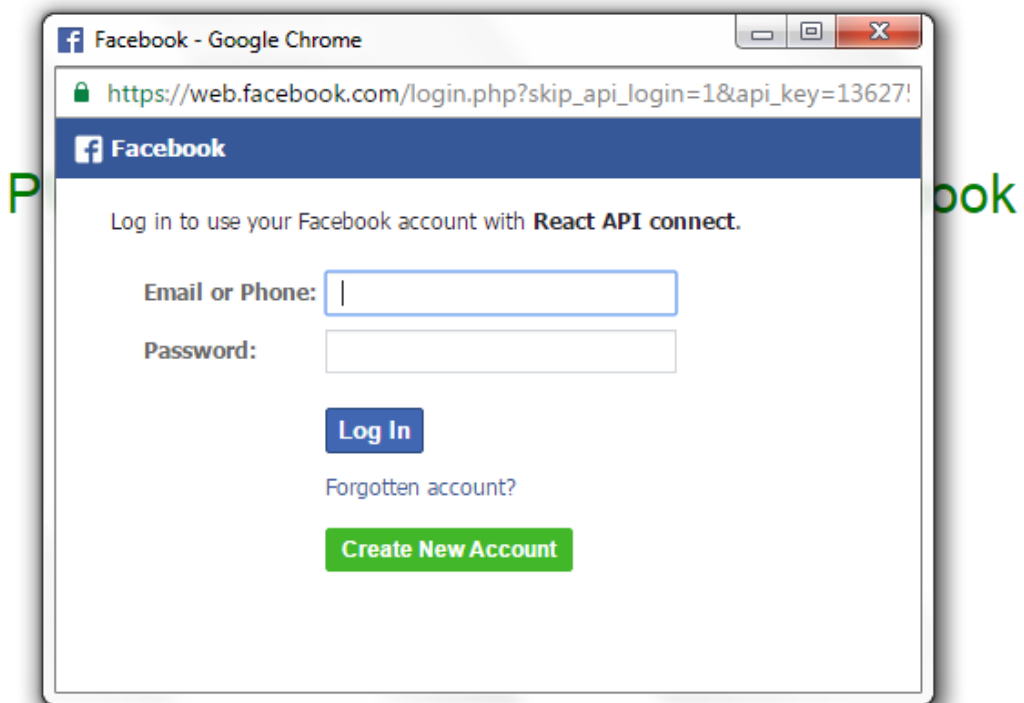 Facebook - Google Chrome
https://web.facebook.com/login.php?skip_api_login=1&api_key=13627
Facebook
Log in to use your Facebook account with React API connect.
Email or Phone:
Password:
Log In
Forgotten account?
Create New Account